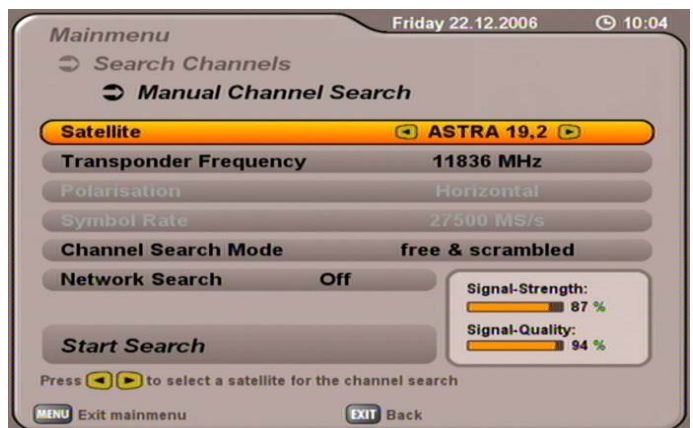 Friday 22.12.2006 10:04
Mainmenu
Search Channels
Manual Channel Search
Satellite ASTRA 19,2
Transponder Frequency 11836 MHz
Polarisation Horizontal
Symbol Rate 27500 MS/s
Channel Search Mode free & scrambled
Network Search Off
Signal-Strength:
87 %
Signal-Quality:
94 %
Start Search
Press to select a satellite for the channel search
MENU Exit mainmenu EXIT Back